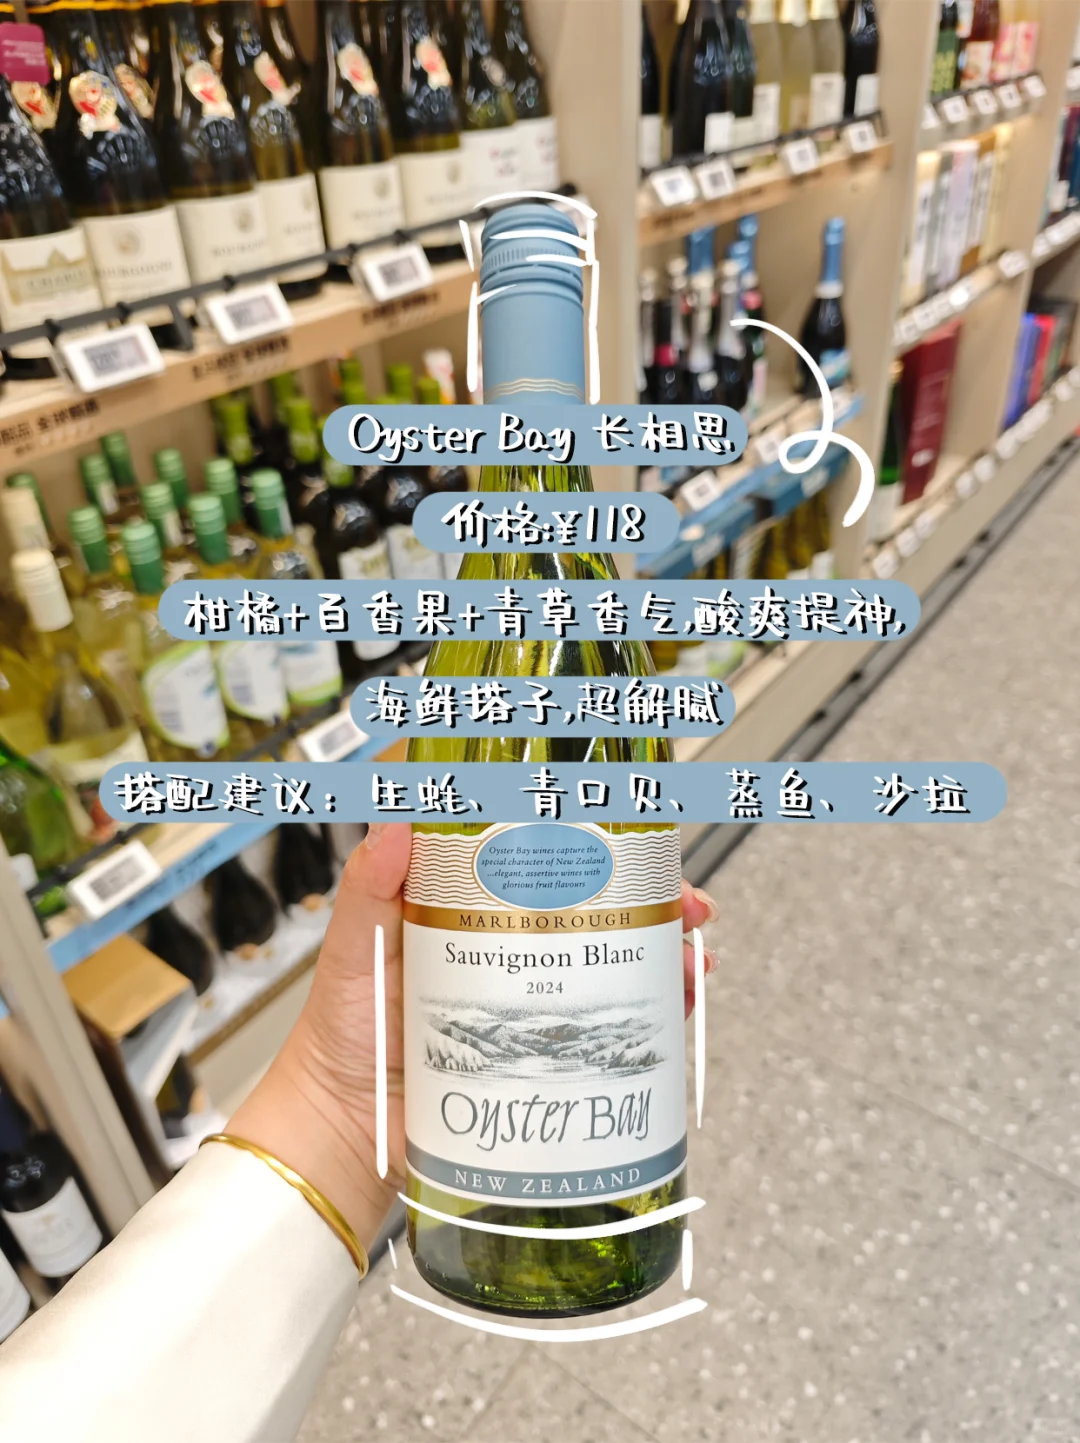 Oyster Bay 长相思
价格:¥118
柑橘+百香果+青草香气,酸爽提神,
海鲜搭子,超解腻
搭配建议：生蚝、青口贝、蒸鱼、沙拉
Oyster Bay wines capture the
special character of New Zealand
...elegant, assertive wines with
glorious fruit flavours
MARLBOROUGH
Sauvignon Blanc
2024
Oyster Bay
NEW ZEALAND